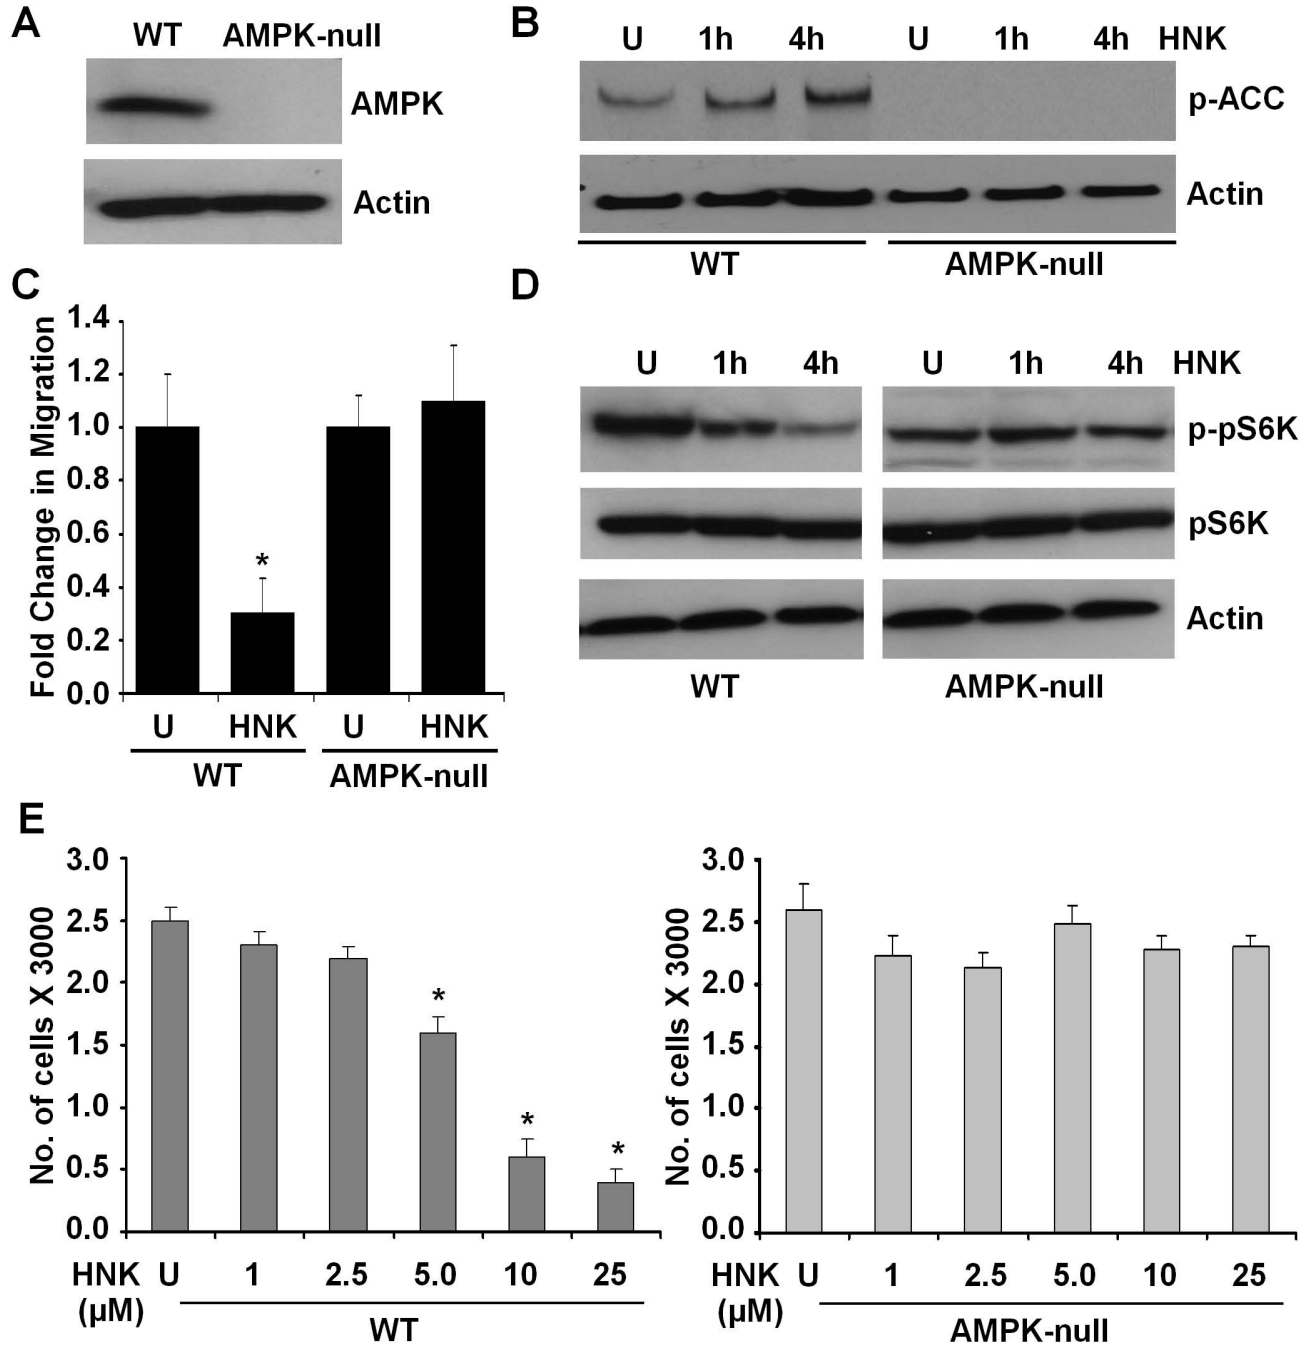 A
WT AMPK-null
AMPK
Actin
B
U 1h 4h U 1h 4h HNK
p-ACC
Actin
WT AMPK-null
C
Fold Change in Migration
1.4
1.2
1.0
0.8
0.6
0.4
0.2
0.0
*
U HNK U HNK
WT AMPK-null
D
U 1h 4h U 1h 4h HNK
p-pS6K
pS6K
Actin
WT AMPK-null
E
No. of cells X 3000
3.0
2.5
2.0
1.5
1.0
0.5
0.0
*
*
*
HNK U 1 2.5 5.0 10 25
(µM)
WT
No. of cells X 3000
3.0
2.5
2.0
1.5
1.0
0.5
0.0
HNK U 1 2.5 5.0 10 25
(µM)
AMPK-null